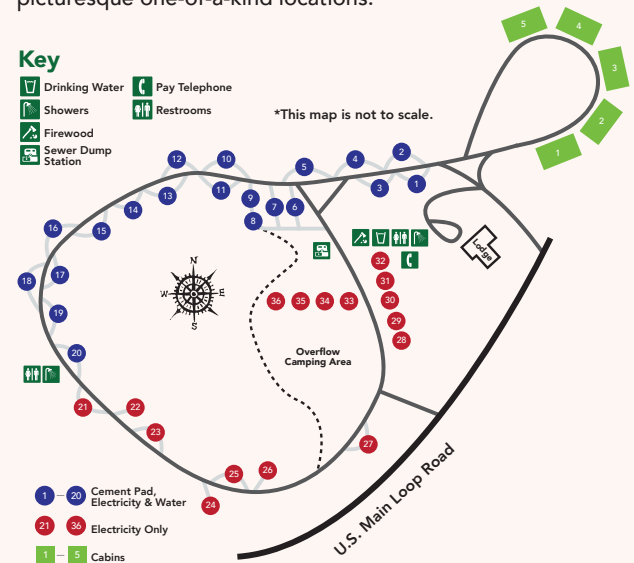 picturesque one-of-a-kind locations.
Key
Drinking Water
Pay Telephone
Showers
Restrooms
Firewood
Sewer Dump
Station
*This map is not to scale.
5
4
3
2
1
12
10
5
4
2
13
11
9
7
6
3
1
14
8
16
15
18
17
19
20
Lodge
32
31
30
29
28
36
35
34
33
N
W
E
S
Overflow
Camping Area
21
22
23
27
25
26
24
U.S. Main Loop Road
1 – 20 Cement Pad,
Electricity & Water
21 36 Electricity Only
1 – 5 Cabins